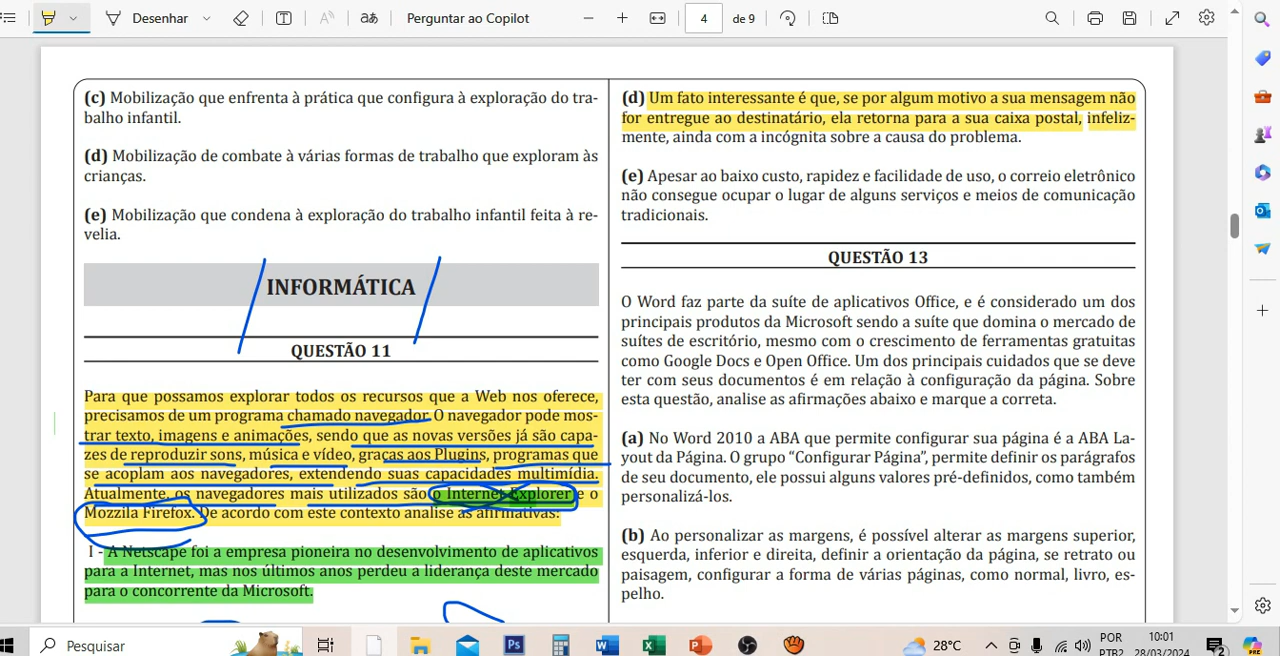 Desenhar
Perguntar ao Copilot
4
de 9
(c) Mobilização que enfrenta à prática que configura à exploração do tra-
balho infantil.
(d) Mobilização de combate à várias formas de trabalho que exploram às
crianças.
(e) Mobilização que condena à exploração do trabalho infantil feita à re-
velia.
INFORMÁTICA
QUESTÃO 11
Para que possamos explorar todos os recursos que a Web nos oferece,
precisamos de um programa chamado navegador. O navegador pode mos-
trar texto, imagens e animações, sendo que as novas versões já são capa-
zes de reproduzir sons, música e vídeo, graças aos Plugins, programas que
se acoplam aos navegadores, extendendo suas capacidades multimídia.
Atualmente, os navegadores mais utilizados são o Internet Explorer e o
Mozzila Firefox. De acordo com este contexto analise as afirmativas:
I - A Netscape foi a empresa pioneira no desenvolvimento de aplicativos
para a Internet, mas nos últimos anos perdeu a liderança deste mercado
para o concorrente da Microsoft.
(d) Um fato interessante é que, se por algum motivo a sua mensagem não
for entregue ao destinatário, ela retorna para a sua caixa postal, infeliz-
mente, ainda com a incógnita sobre a causa do problema.
(e) Apesar ao baixo custo, rapidez e facilidade de uso, o correio eletrônico
não consegue ocupar o lugar de alguns serviços e meios de comunicação
tradicionais.
QUESTÃO 13
O Word faz parte da suíte de aplicativos Office, e é considerado um dos
principais produtos da Microsoft sendo a suíte que domina o mercado de
suítes de escritório, mesmo com o crescimento de ferramentas gratuitas
como Google Docs e Open Office. Um dos principais cuidados que se deve
ter com seus documentos é em relação à configuração da página. Sobre
esta questão, analise as afirmações abaixo e marque a correta.
(a) No Word 2010 a ABA que permite configurar sua página é a ABA La-
yout da Página. O grupo “Configurar Página”, permite definir os parágrafos
de seu documento, ele possui alguns valores pré-definidos, como também
personalizá-los.
(b) Ao personalizar as margens, é possível alterar as margens superior,
esquerda, inferior e direita, definir a orientação da página, se retrato ou
paisagem, configurar a forma de várias páginas, como normal, livro, es-
pelho.
Pesquisar
28°C
POR
PTB2
10:01
28/03/2024